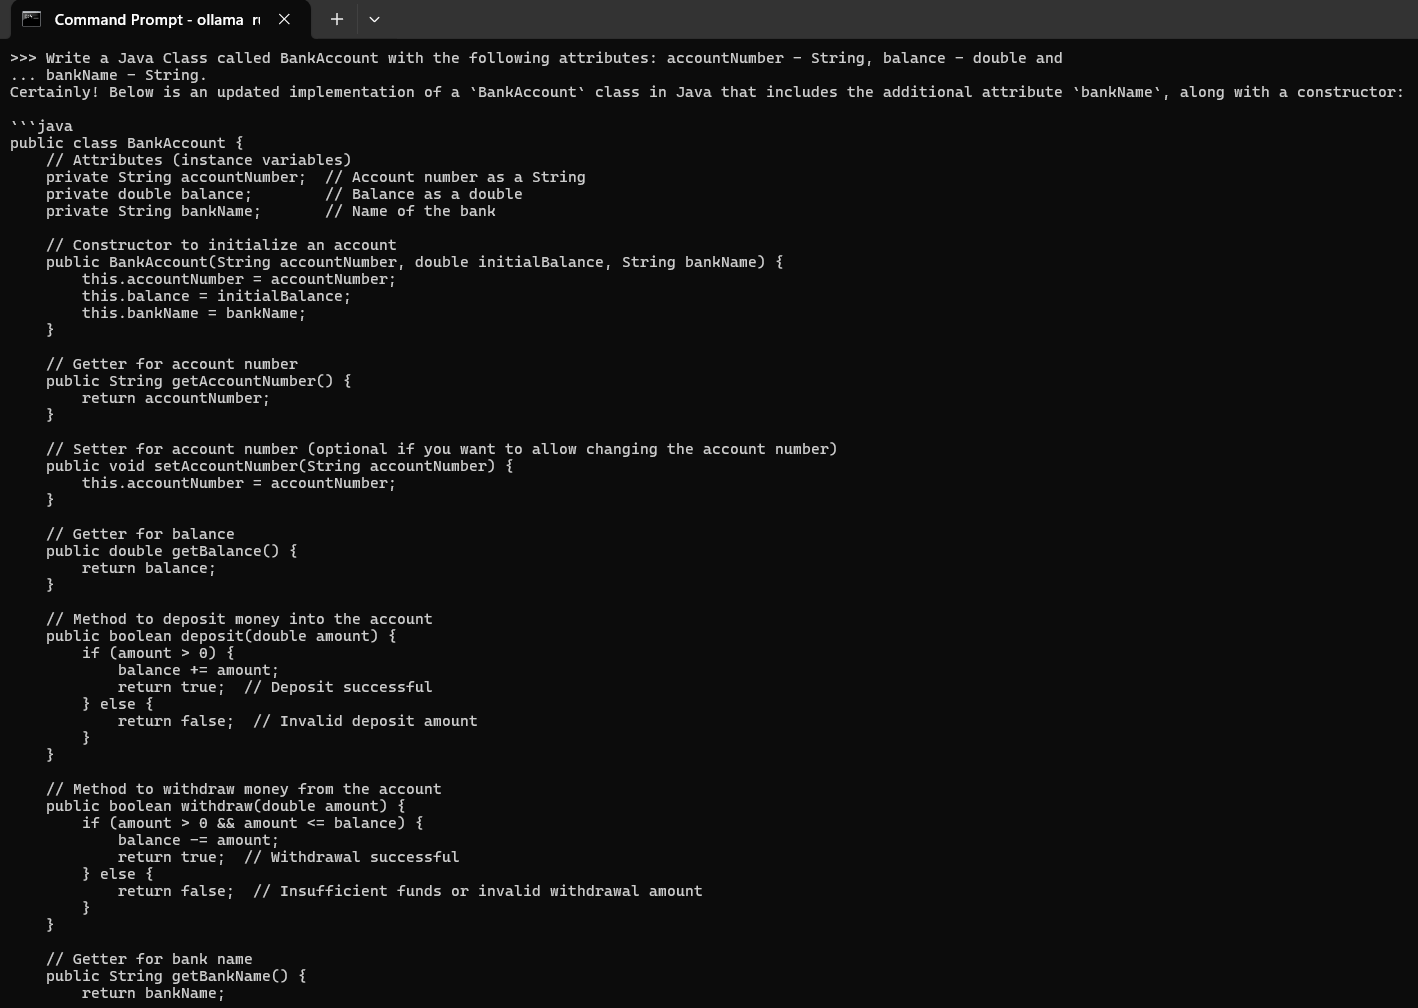 Command Prompt - ollama ru
>>> Write a Java Class called BankAccount with the following attributes: accountNumber - String, balance - double and
... bankName - String.
Certainly! Below is an updated implementation of a `BankAccount` class in Java that includes the additional attribute `bankName`, along with a constructor:

```java
public class BankAccount {
    // Attributes (instance variables)
    private String accountNumber;  // Account number as a String
    private double balance;        // Balance as a double
    private String bankName;       // Name of the bank

    // Constructor to initialize an account
    public BankAccount(String accountNumber, double initialBalance, String bankName) {
        this.accountNumber = accountNumber;
        this.balance = initialBalance;
        this.bankName = bankName;
    }

    // Getter for account number
    public String getAccountNumber() {
        return accountNumber;
    }

    // Setter for account number (optional if you want to allow changing the account number)
    public void setAccountNumber(String accountNumber) {
        this.accountNumber = accountNumber;
    }

    // Getter for balance
    public double getBalance() {
        return balance;
    }

    // Method to deposit money into the account
    public boolean deposit(double amount) {
        if (amount > 0) {
            balance += amount;
            return true;  // Deposit successful
        } else {
            return false;  // Invalid deposit amount
        }
    }

    // Method to withdraw money from the account
    public boolean withdraw(double amount) {
        if (amount > 0 && amount <= balance) {
            balance -= amount;
            return true;  // Withdrawal successful
        } else {
            return false;  // Insufficient funds or invalid withdrawal amount
        }
    }

    // Getter for bank name
    public String getBankName() {
        return bankName;